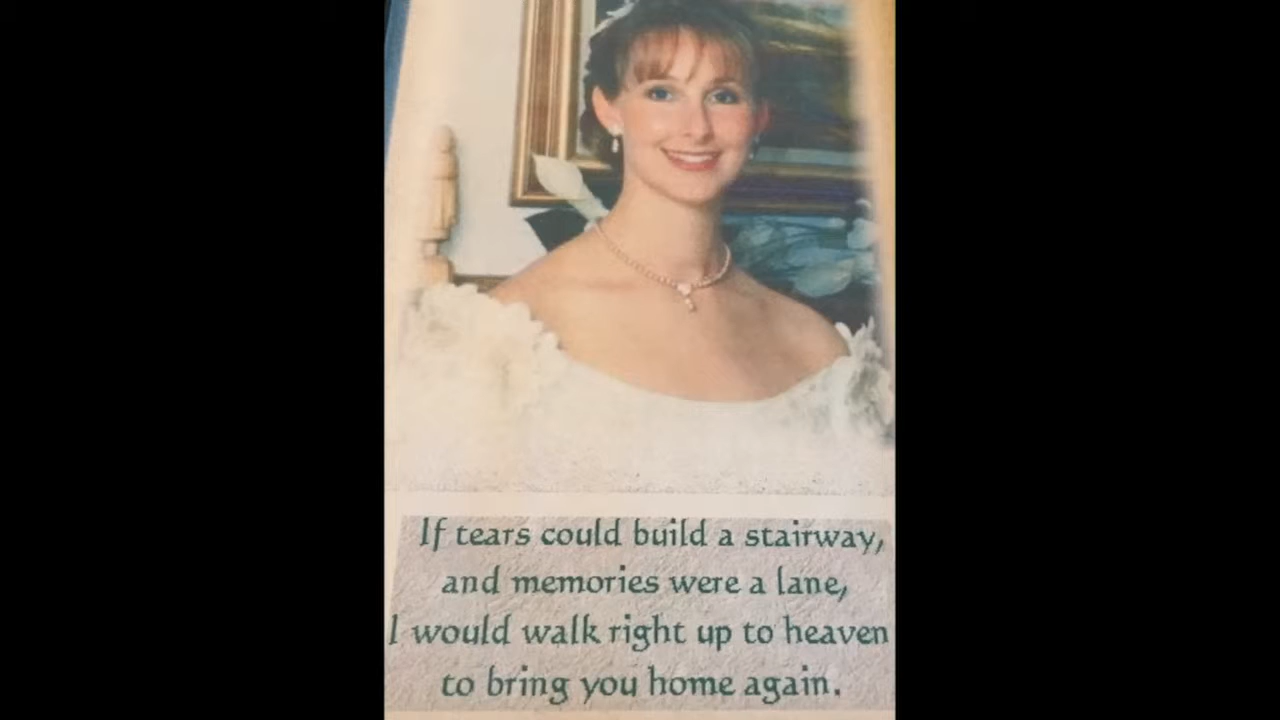 If tears could build a stairway,
and memories were a lane,
I would walk right up to heaven
to bring you home again.